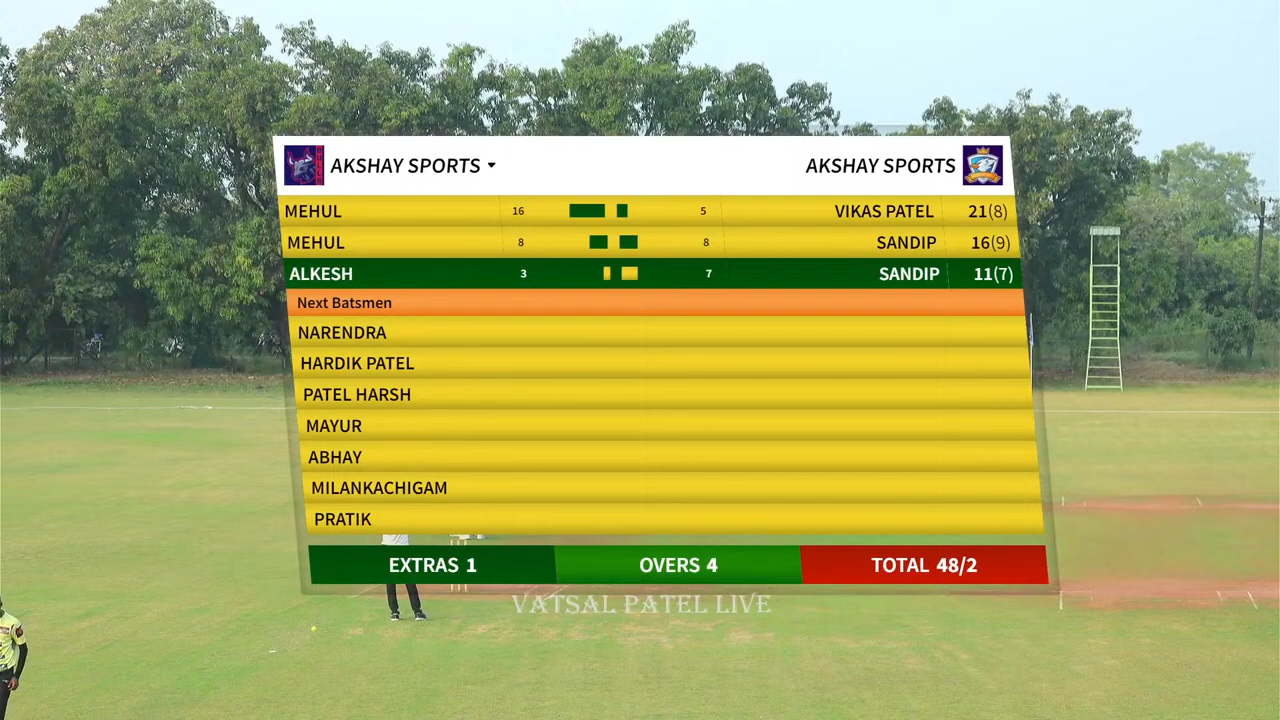 AKSHAY SPORTS AKSHAY SPORTS
MEHUL 16 5 VIKAS PATEL 21(8)
MEHUL 8 8 SANDIP 16(9)
ALKESH 3 7 SANDIP 11(7)
Next Batsmen
NARENDRA
HARDIK PATEL
PATEL HARSH
MAYUR
ABHAY
MILANKACHIGAM
PRATIK
EXTRAS 1 OVERS 4 TOTAL 48/2
VATSAL PATEL LIVE